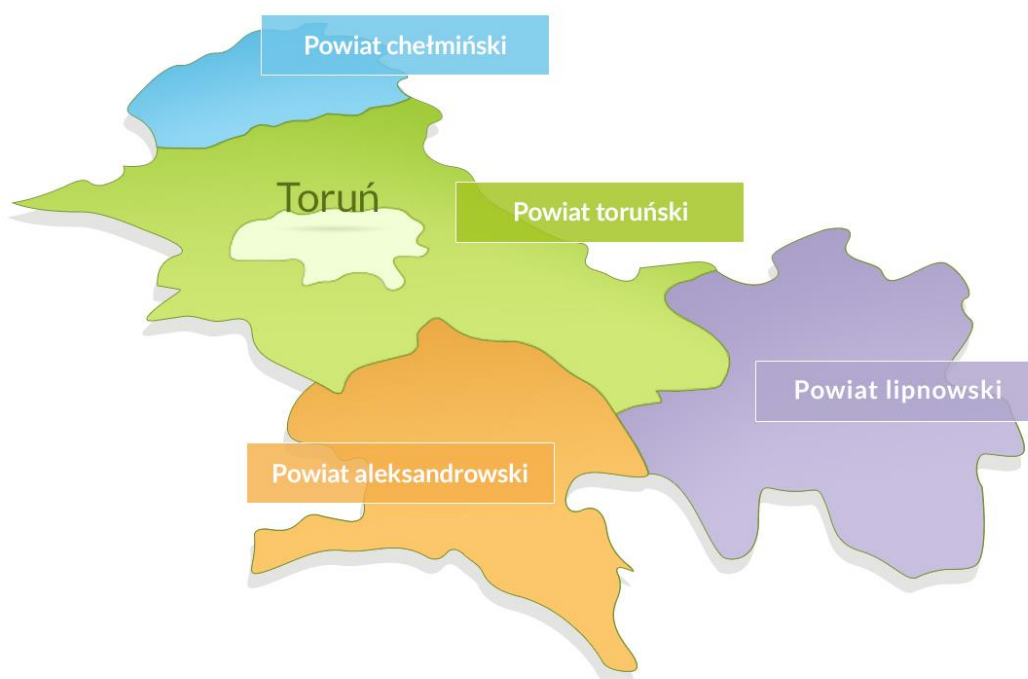 Powiat chełmiński
Toruń
Powiat toruński
Powiat lipnowski
Powiat aleksandrowski